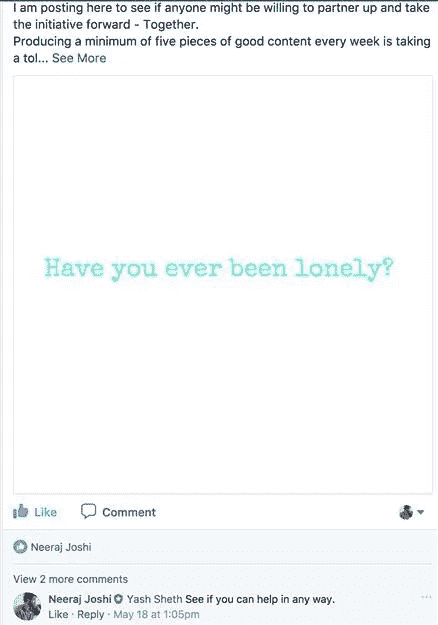 I am posting here to see if anyone might be willing to partner up and take
the initiative forward - Together.
Producing a minimum of five pieces of good content every week is taking
a tol... See More
Have you ever been lonely?
Like Comment
Neeraj Joshi
View 2 more comments
Neeraj Joshi Yash Sheth See if you can help in any way.
Like · Reply · May 18 at 1:05pm